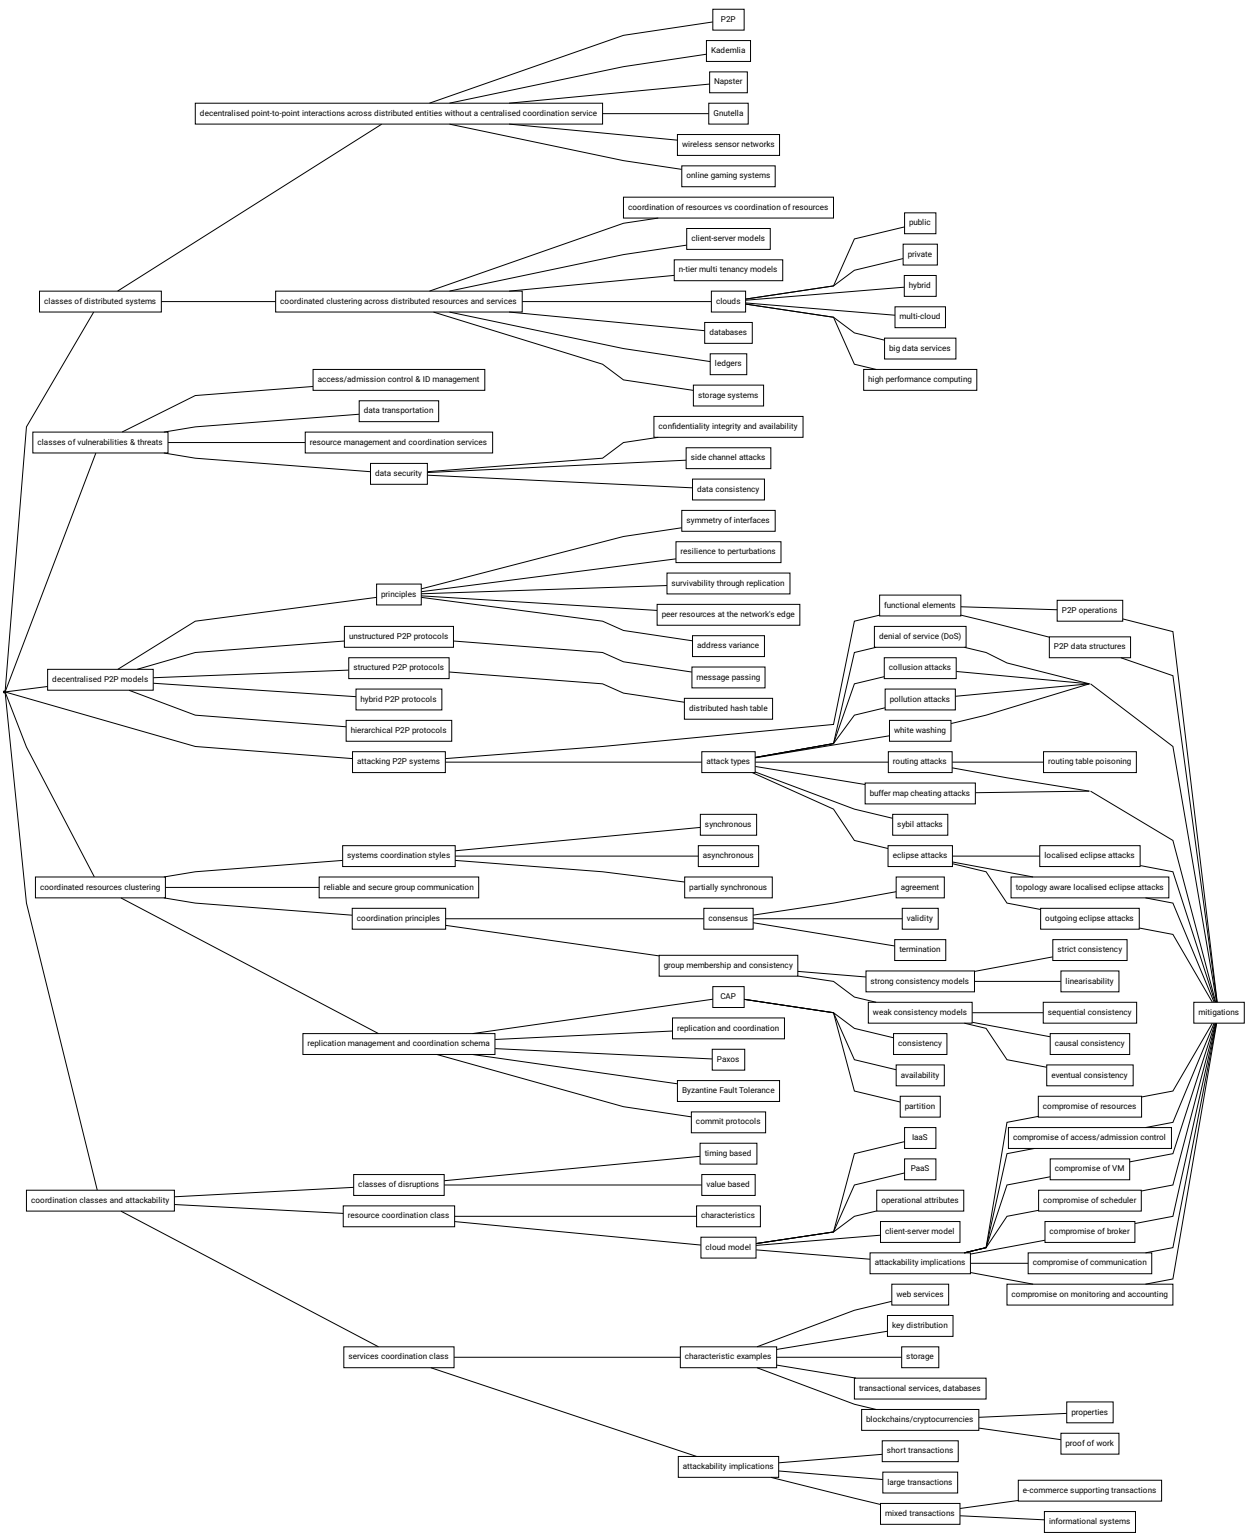 P2P
Kademlia
Napster
decentralised point-to-point interactions across distributed entities without a centralised coordination service
Gnutella
wireless sensor networks
online gaming systems
coordination of resources vs coordination of resources
public
client-server models
private
n-tier multi tenancy models
hybrid
classes of distributed systems
coordinated clustering across distributed resources and services
clouds
multi-cloud
databases
big data services
ledgers
high performance computing
access/admission control & ID management
storage systems
data transportation
confidentiality integrity and availability
classes of vulnerabilities & threats
resource management and coordination services
side channel attacks
data security
data consistency
symmetry of interfaces
resilience to perturbations
survivability through replication
principles
functional elements
P2P operations
peer resources at the network's edge
unstructured P2P protocols
denial of service (DoS)
address variance
P2P data structures
structured P2P protocols
collusion attacks
decentralised P2P models
message passing
hybrid P2P protocols
pollution attacks
distributed hash table
hierarchical P2P protocols
white washing
attacking P2P systems
attack types
routing attacks
routing table poisoning
buffer map cheating attacks
synchronous
sybil attacks
systems coordination styles
asynchronous
eclipse attacks
localised eclipse attacks
coordinated resources clustering
reliable and secure group communication
partially synchronous
agreement
topology aware localised eclipse attacks
coordination principles
consensus
validity
outgoing eclipse attacks
termination
strict consistency
group membership and consistency
strong consistency models
linearisability
CAP
weak consistency models
sequential consistency
mitigations
replication and coordination
replication management and coordination schema
consistency
causal consistency
Paxos
availability
eventual consistency
Byzantine Fault Tolerance
partition
compromise of resources
commit protocols
IaaS
compromise of access/admission control
timing based
PaaS
compromise of VM
classes of disruptions
value based
coordination classes and attackability
operational attributes
compromise of scheduler
resource coordination class
characteristics
client-server model
compromise of broker
cloud model
attackability implications
compromise of communication
web services
compromise on monitoring and accounting
key distribution
services coordination class
characteristic examples
storage
transactional services, databases
blockchains/cryptocurrencies
properties
proof of work
short transactions
attackability implications
large transactions
e-commerce supporting transactions
mixed transactions
informational systems